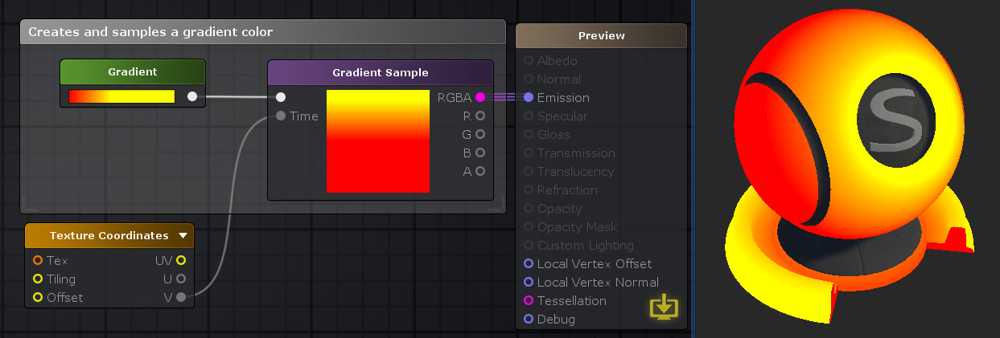 Creates and samples a gradient color
Gradient
Gradient Sample
RGBA
Time
R
G
B
A
Texture Coordinates
Tex
UV
Tiling
U
Offset
V
Preview
Albedo
Normal
Emission
Specular
Gloss
Transmission
Translucency
Refraction
Opacity
Opacity Mask
Custom Lighting
Local Vertex Offset
Local Vertex Normal
Tessellation
Debug
S